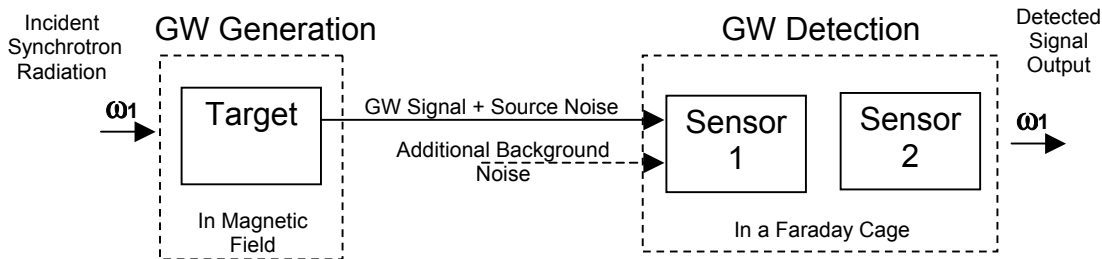 Incident
Synchrotron
Radiation
ω1
GW Generation
Target
In Magnetic
Field
GW Signal + Source Noise
Additional Background
Noise
GW Detection
Sensor
1
Sensor
2
In a Faraday Cage
Detected
Signal
Output
ω1